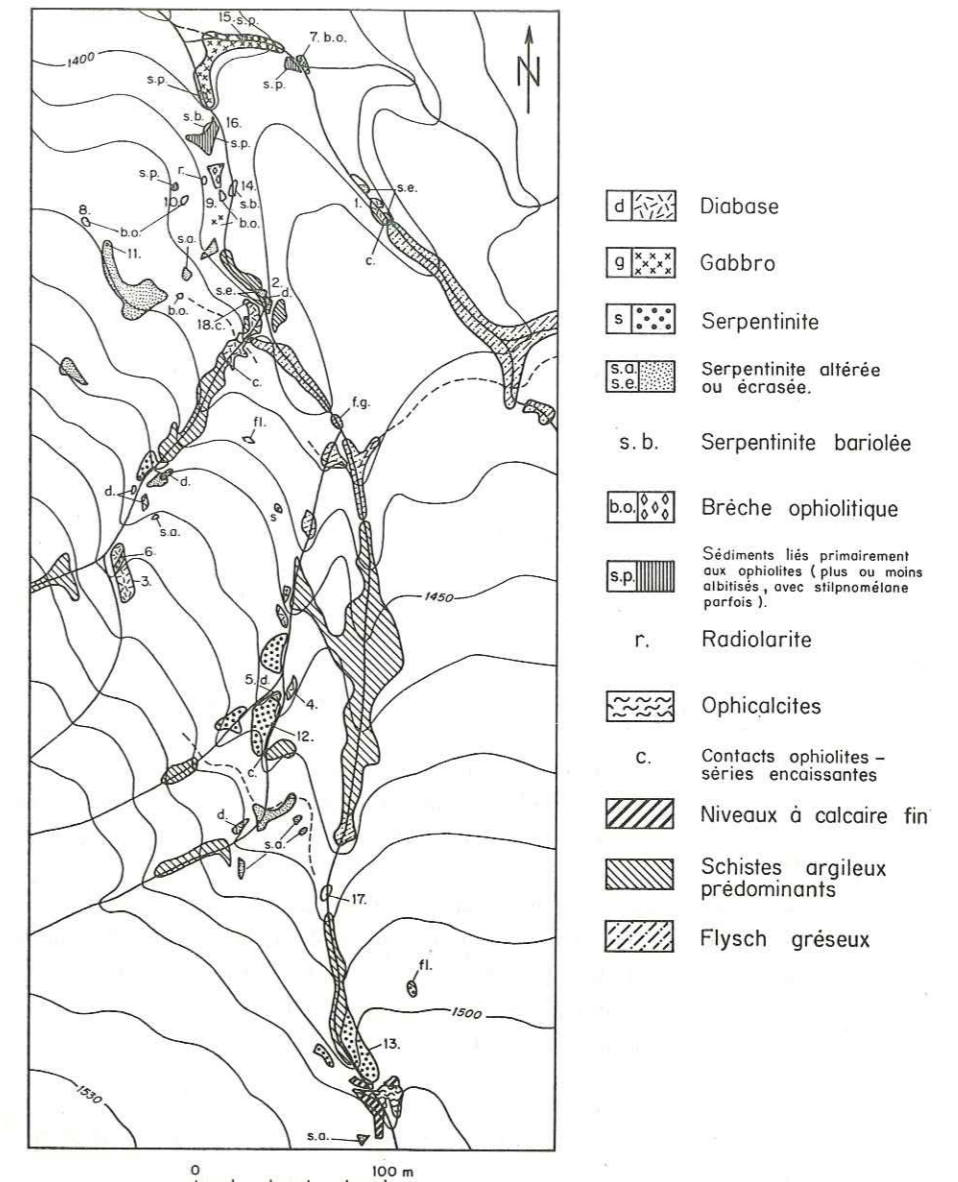 15. s.p.
7. b.o.
1400
N
s.p.
s.p.
s.b.
16.
s.p.
s.p.
r.
14.
s.e.
10.
9.
s.b.
1.
8.
b.o.
b.o.
c.
11.
s.a.
2.
s.e.
d.
b.o.
18.c.
c.
f.g.
fl.
d.
d.
s
s.a.
6.
3.
1450
5. d.
4.
12.
c.
d.
s.a.
17.
fl.
1500
13.
1530
s.a.
0 100 m
d Diabase
g Gabbro
s Serpentinite
s.a. s.e. Serpentinite altérée
ou écrasée.
s.b. Serpentinite bariolée
b.o. Brèche ophiolitique
s.p. Sédiments liés primairement
aux ophiolites (plus ou moins
albitisés, avec stilpnomélane
parfois).
r. Radiolarite
Ophicalcites
c. Contacts ophiolites –
séries encaissantes
Niveaux à calcaire fin
Schistes argileux
prédominants
Flysch gréseux